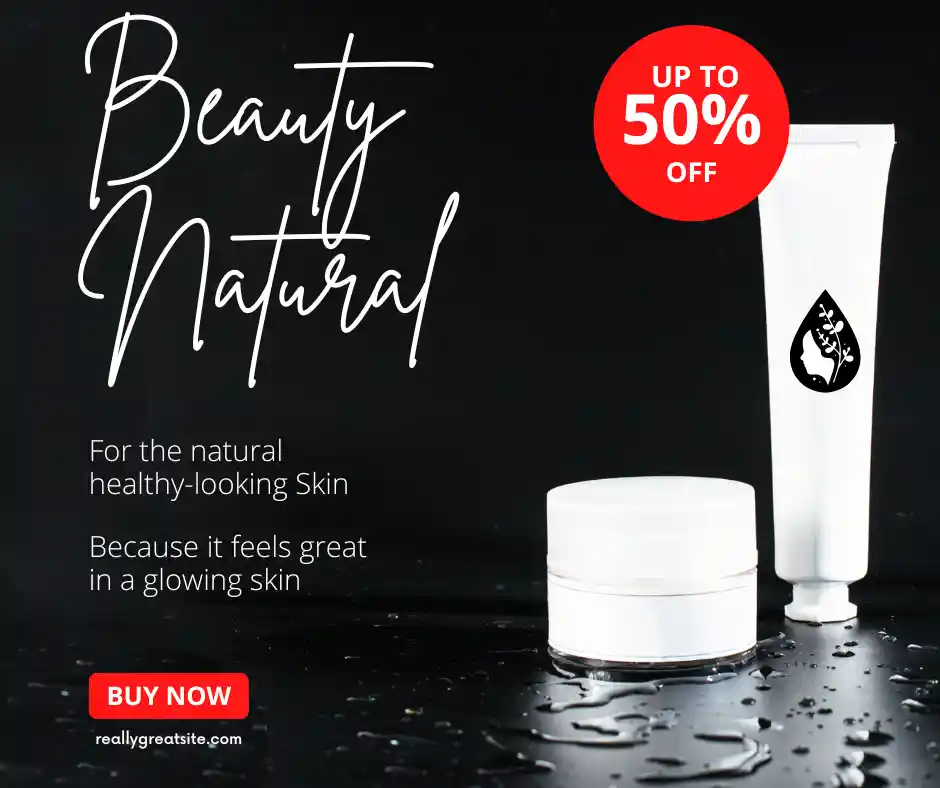 Beauty
Natural
UP TO
50%
OFF
For the natural
healthy-looking Skin
Because it feels great
in a glowing skin
BUY NOW
reallygreatsite.com